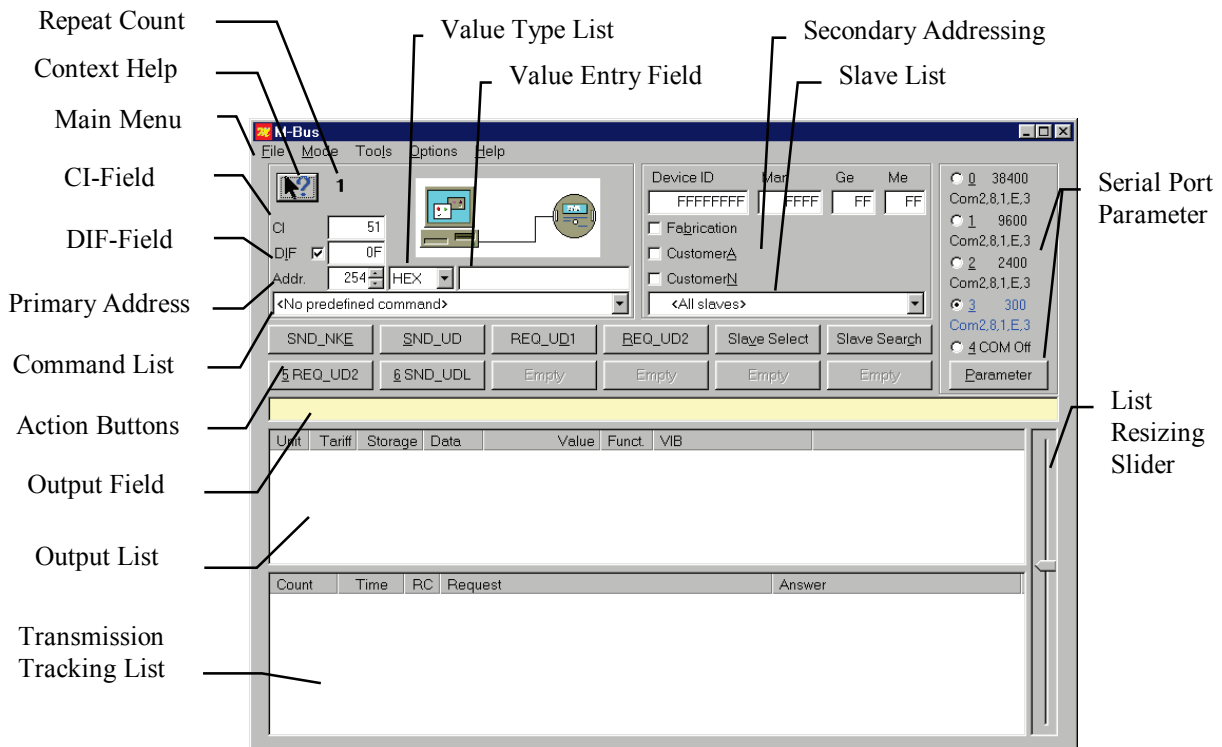 Repeat Count
Value Type List
Secondary Addressing
Context Help
Value Entry Field
Slave List
Main Menu
CI-Field
DIF-Field
Primary Address
Command List
Action Buttons
Output Field
Output List
Transmission
Tracking List
M-Bus
File Mode Tools Options Help
1
CI 51
DIF 0F
Addr. 254 HEX
<No predefined command>
Device ID Man Ge Me
FFFFFFFF FFFF FF FF
Fabrication
CustomerA
CustomerN
<All slaves>
0 38400
Com2,8,1,E,3
1 9600
Com2,8,1,E,3
2 2400
Com2,8,1,E,3
3 300
Com2,8,1,E,3
4 COM Off
Parameter
SND_NKE SND_UD REQ_UD1 REQ_UD2 Slave Select Slave Search
5 REQ_UD2 6 SND_UDL Empty Empty Empty Empty
Unit Tariff Storage Data Value Funct. VIB
Count Time RC Request Answer
Serial Port
Parameter
List
Resizing
Slider